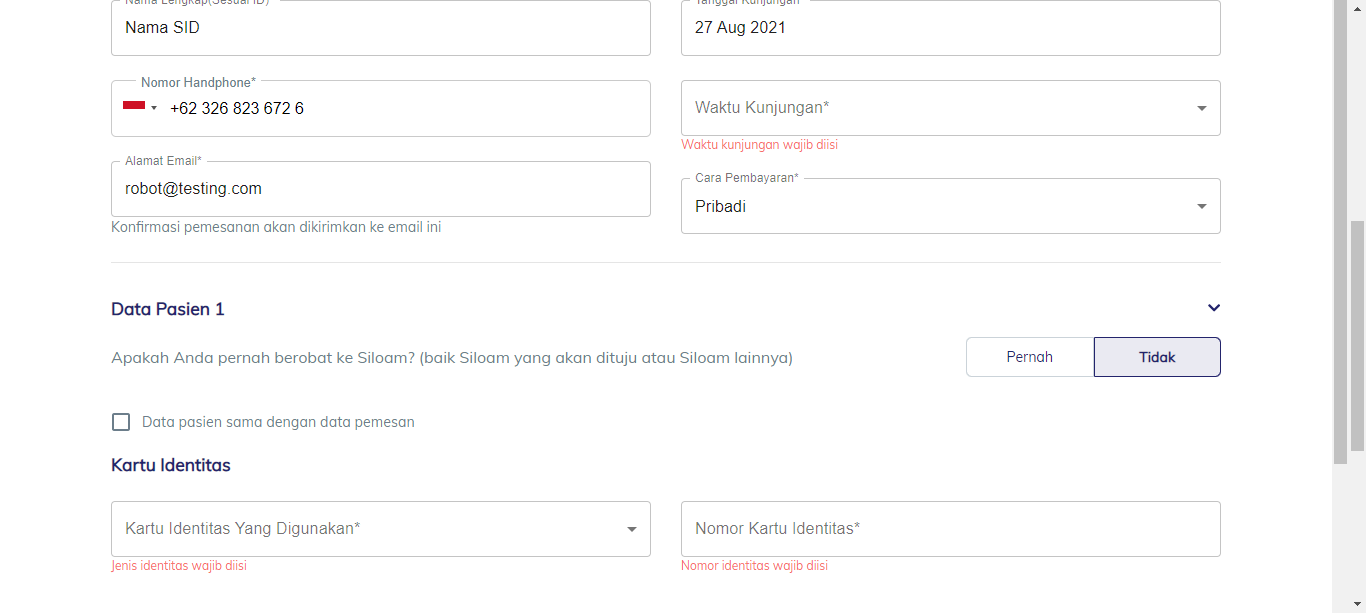 Nama Lengkap(Sesuai ID)
Nama SID
Tanggal Kunjungan
27 Aug 2021
Nomor Handphone*
+62 326 823 672 6
Waktu Kunjungan*
Waktu kunjungan wajib diisi
Alamat Email*
robot@testing.com
Konfirmasi pemesanan akan dikirimkan ke email ini
Cara Pembayaran*
Pribadi
Data Pasien 1
Apakah Anda pernah berobat ke Siloam? (baik Siloam yang akan dituju atau Siloam lainnya)
Pernah
Tidak
Data pasien sama dengan data pemesan
Kartu Identitas
Kartu Identitas Yang Digunakan*
Jenis identitas wajib diisi
Nomor Kartu Identitas*
Nomor identitas wajib diisi